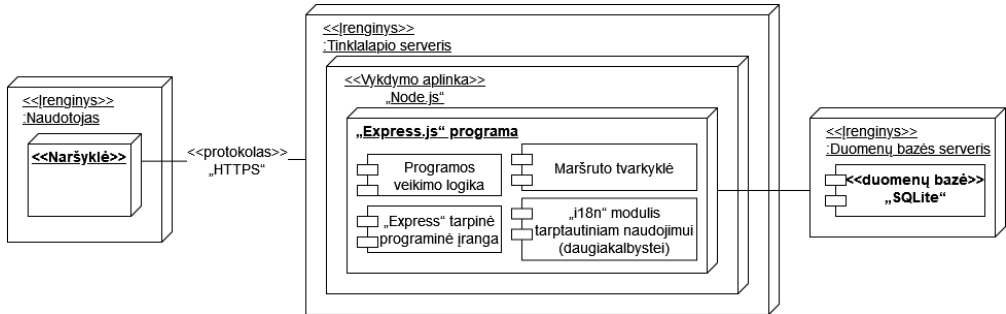 <<Įrenginys>>
:Naudotojas
<<Naršyklė>>
<<protokolas>>
„HTTPS“
<<Įrenginys>>
:Tinklalapio serveris
<<Vykdymo aplinka>>
„Node.js“
„Express.js“ programa
Programos
veikimo logika
Maršruto tvarkyklė
„Express“ tarpinė
programinė įranga
„i18n“ modulis
tarptautiniam naudojimui
(daugiakalbystei)
<<Įrenginys>>
:Duomenų bazės serveris
<<duomenų bazė>>
„SQLite“